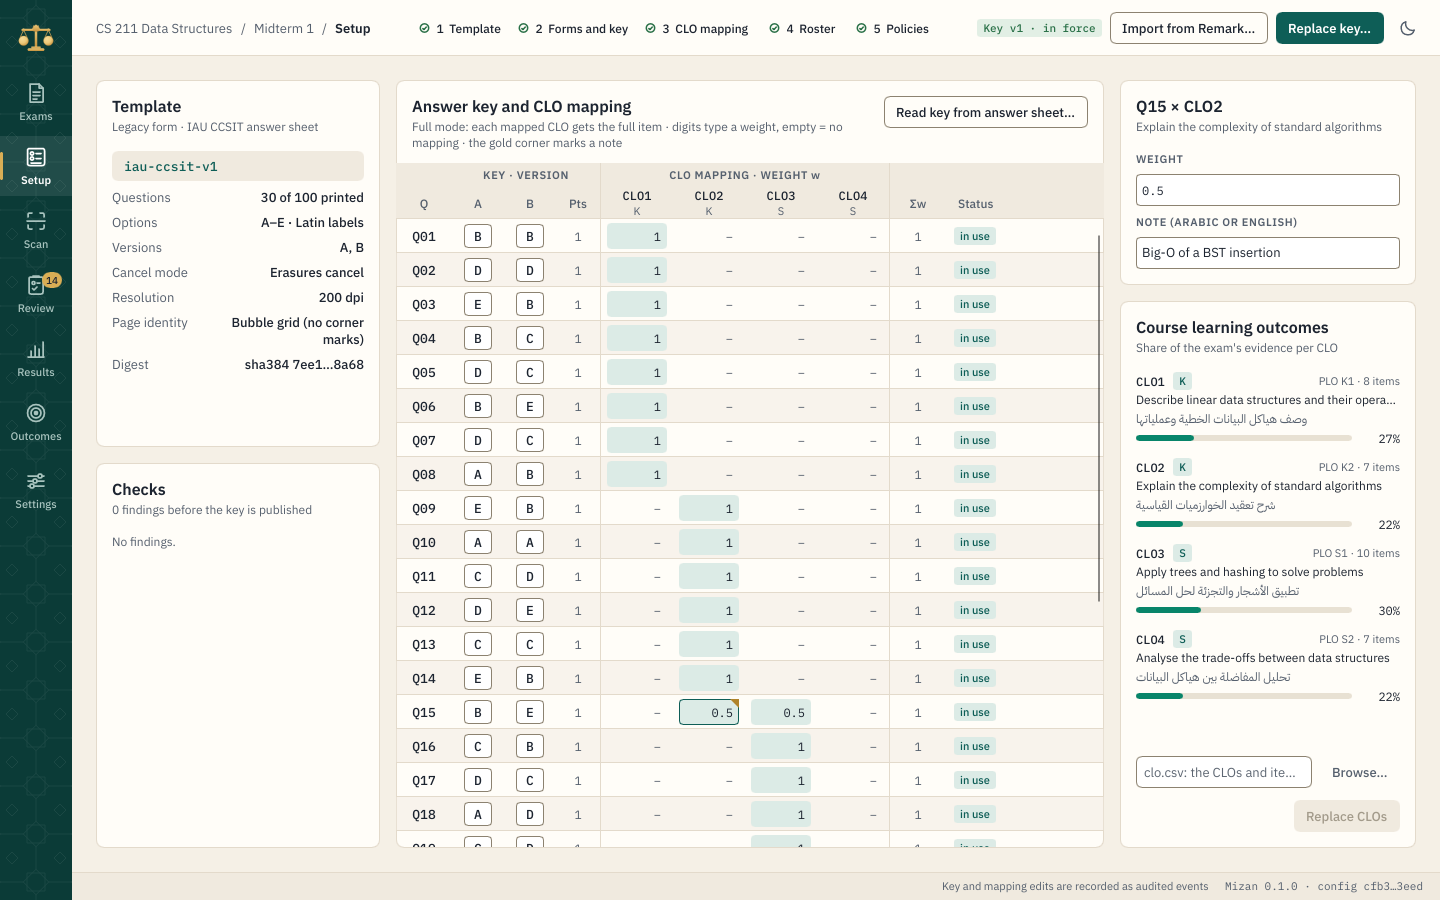 CS 211 Data Structures / Midterm 1 / Setup
1 Template
2 Forms and key
3 CLO mapping
4 Roster
5 Policies
Key v1 · in force
Import from Remark...
Replace key...
Exams
Setup
Scan
14
Review
Results
Outcomes
Settings
Template
Legacy form · IAU CCSIT answer sheet
iau-ccsit-v1
Questions 30 of 100 printed
Options A–E · Latin labels
Versions A, B
Cancel mode Erasures cancel
Resolution 200 dpi
Page identity Bubble grid (no corner
marks)
Digest sha384 7ee1…8a68
Checks
0 findings before the key is published
No findings.
Answer key and CLO mapping
Full mode: each mapped CLO gets the full item · digits type a weight, empty = no
mapping · the gold corner marks a note
Read key from answer sheet...
KEY · VERSION CLO MAPPING · WEIGHT w
Q A B Pts CLO1 CLO2 CLO3 CLO4 Σw Status
K K S S
Q01 B B 1 1 – – – 1 in use
Q02 D D 1 1 – – – 1 in use
Q03 E B 1 1 – – – 1 in use
Q04 B C 1 1 – – – 1 in use
Q05 D C 1 1 – – – 1 in use
Q06 B E 1 1 – – – 1 in use
Q07 D C 1 1 – – – 1 in use
Q08 A B 1 1 – – – 1 in use
Q09 E B 1 – 1 – – 1 in use
Q10 A A 1 – 1 – – 1 in use
Q11 C D 1 – 1 – – 1 in use
Q12 D E 1 – 1 – – 1 in use
Q13 C C 1 – 1 – – 1 in use
Q14 E B 1 – 1 – – 1 in use
Q15 B E 1 – 0.5 0.5 – 1 in use
Q16 C B 1 – – 1 – 1 in use
Q17 D C 1 – – 1 – 1 in use
Q18 A D 1 – – 1 – 1 in use
Q15 × CLO2
Explain the complexity of standard algorithms
WEIGHT
0.5
NOTE (ARABIC OR ENGLISH)
Big-O of a BST insertion
Course learning outcomes
Share of the exam's evidence per CLO
CLO1 K PLO K1 · 8 items
Describe linear data structures and their opera...
وصف هياكل البيانات الخطية وعملياتها
27%
CLO2 K PLO K2 · 7 items
Explain the complexity of standard algorithms
شرح تعقيد الخوارزميات القياسية
22%
CLO3 S PLO S1 · 10 items
Apply trees and hashing to solve problems
تطبيق الأشجار والتجزئة لحل المسائل
30%
CLO4 S PLO S2 · 7 items
Analyse the trade-offs between data structures
تحليل المفاضلة بين هياكل البيانات
22%
clo.csv: the CLOs and ite...
Browse...
Replace CLOs
Key and mapping edits are recorded as audited events
Mizan 0.1.0 · config cfb3…3eed